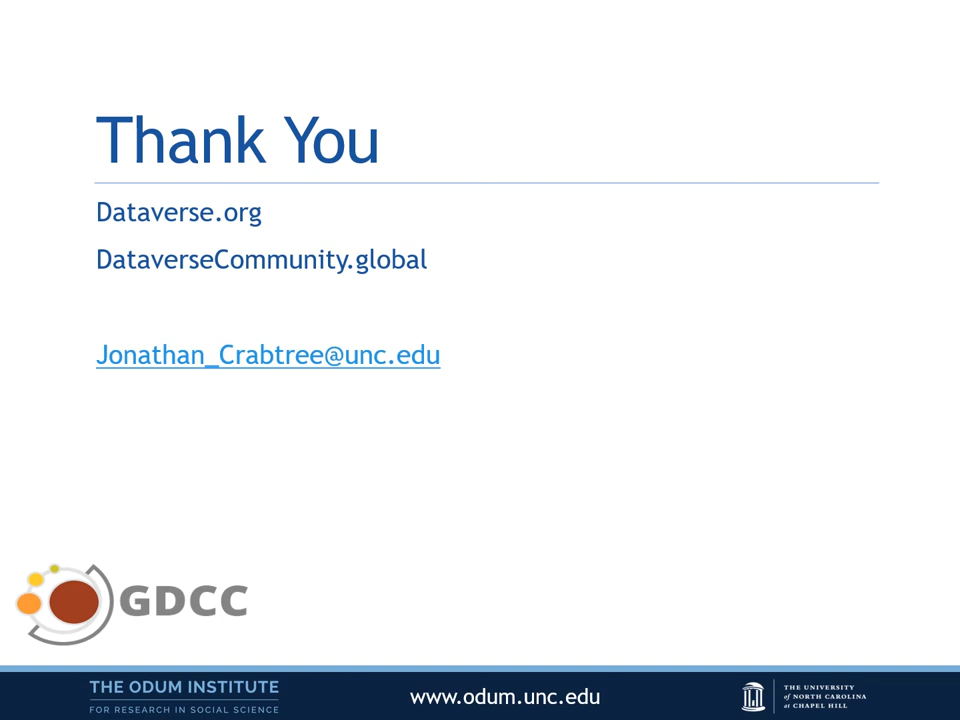 Thank You
Dataverse.org
DataverseCommunity.global
Jonathan_Crabtree@unc.edu
GDCC
THE ODUM INSTITUTE
FOR RESEARCH IN SOCIAL SCIENCE
www.odum.unc.edu
THE UNIVERSITY
of NORTH CAROLINA
at CHAPEL HILL